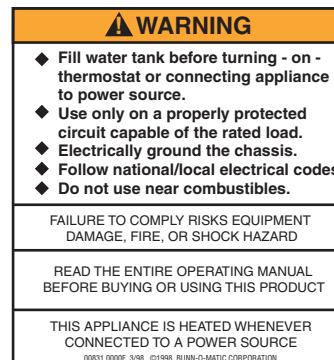 WARNING
Fill water tank before turning - on -
thermostat or connecting appliance
to power source.
Use only on a properly protected
circuit capable of the rated load.
Electrically ground the chassis.
Follow national/local electrical codes
Do not use near combustibles.
FAILURE TO COMPLY RISKS EQUIPMENT
DAMAGE, FIRE, OR SHOCK HAZARD
READ THE ENTIRE OPERATING MANUAL
BEFORE BUYING OR USING THIS PRODUCT
THIS APPLIANCE IS HEATED WHENEVER
CONNECTED TO A POWER SOURCE
00831.0000F 3/98 ©1998 BUNN-O-MATIC CORPORATION